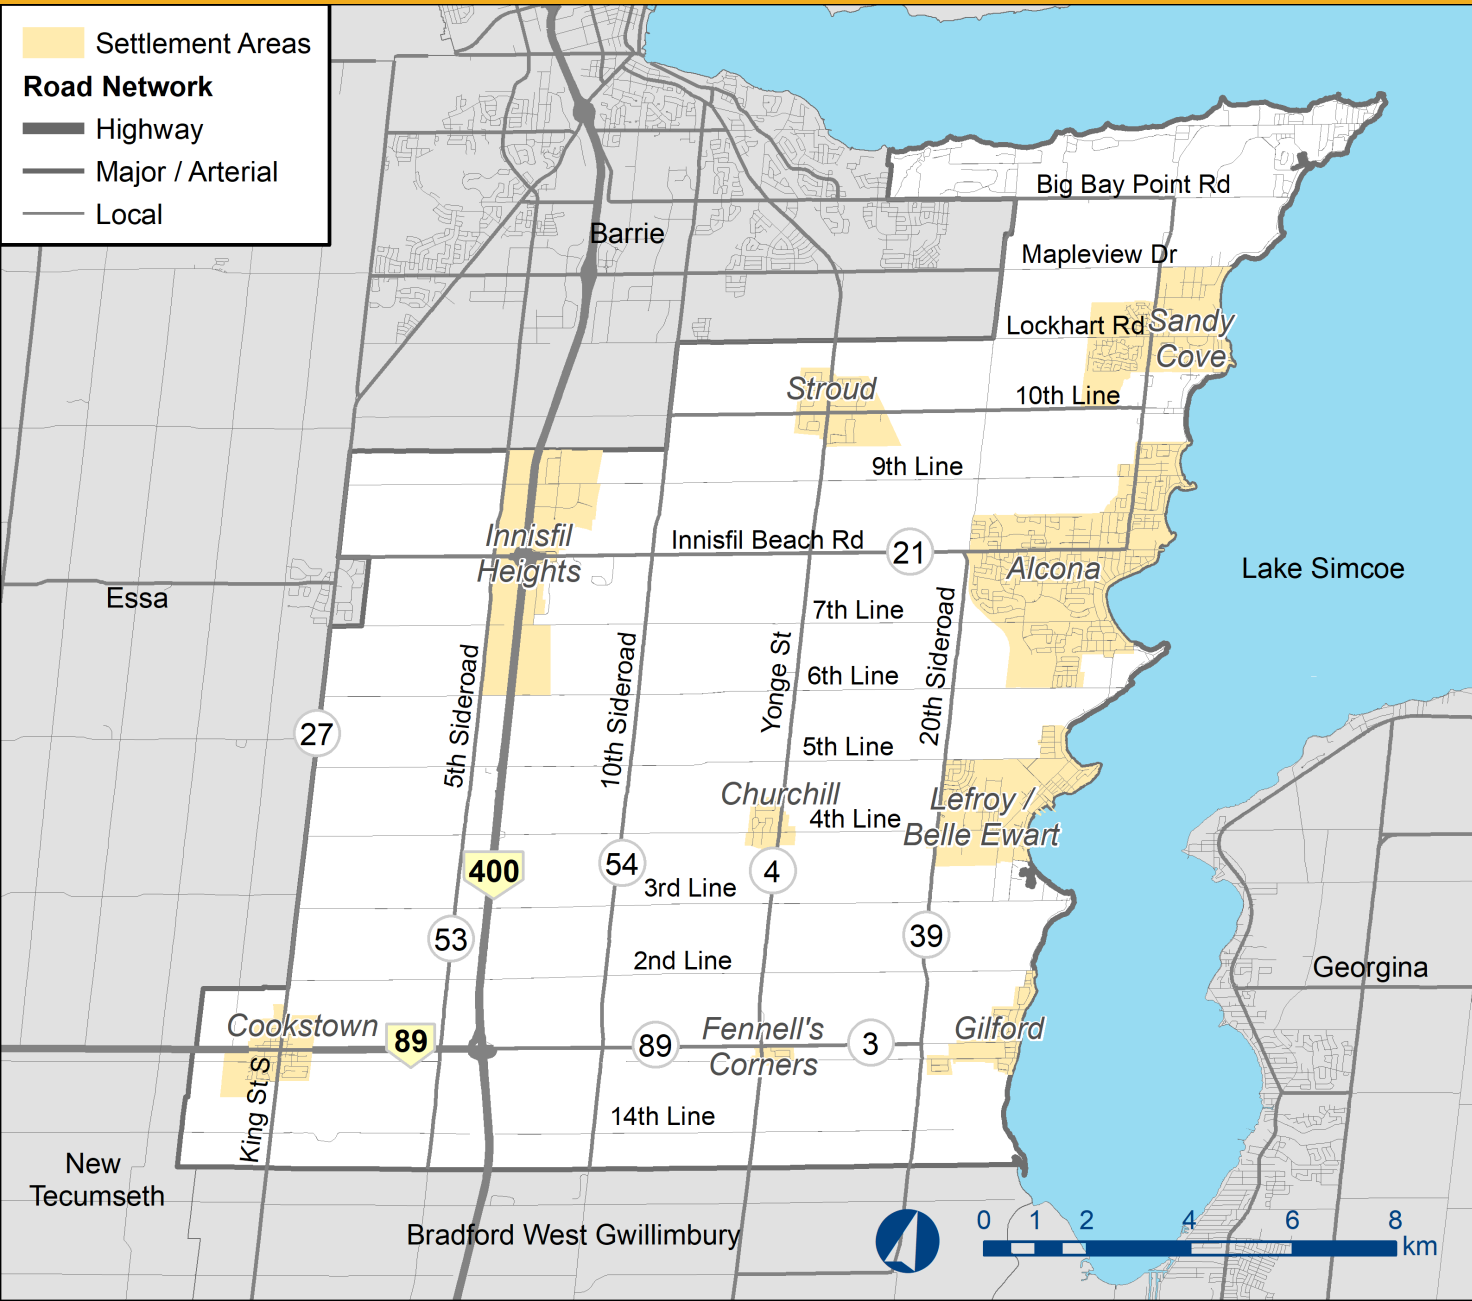 Settlement Areas
Road Network
Highway
Major / Arterial
Local
Big Bay Point Rd
Barrie
Mapleview Dr
Lockhart Rd
Sandy
Cove
Stroud
10th Line
9th Line
Innisfil
Heights
Innisfil Beach Rd
21
Alcona
Lake Simcoe
Essa
7th Line
6th Line
5th Sideroad
10th Sideroad
Yonge St
20th Sideroad
27
5th Line
Churchill
4th Line
Lefroy /
Belle Ewart
400
54
4
3rd Line
53
39
2nd Line
Georgina
Cookstown
89
89
Fennell's
Corners
3
Gilford
King St S
14th Line
New
Tecumseth
Bradford West Gwillimbury
0 1 2 4 6 8
km